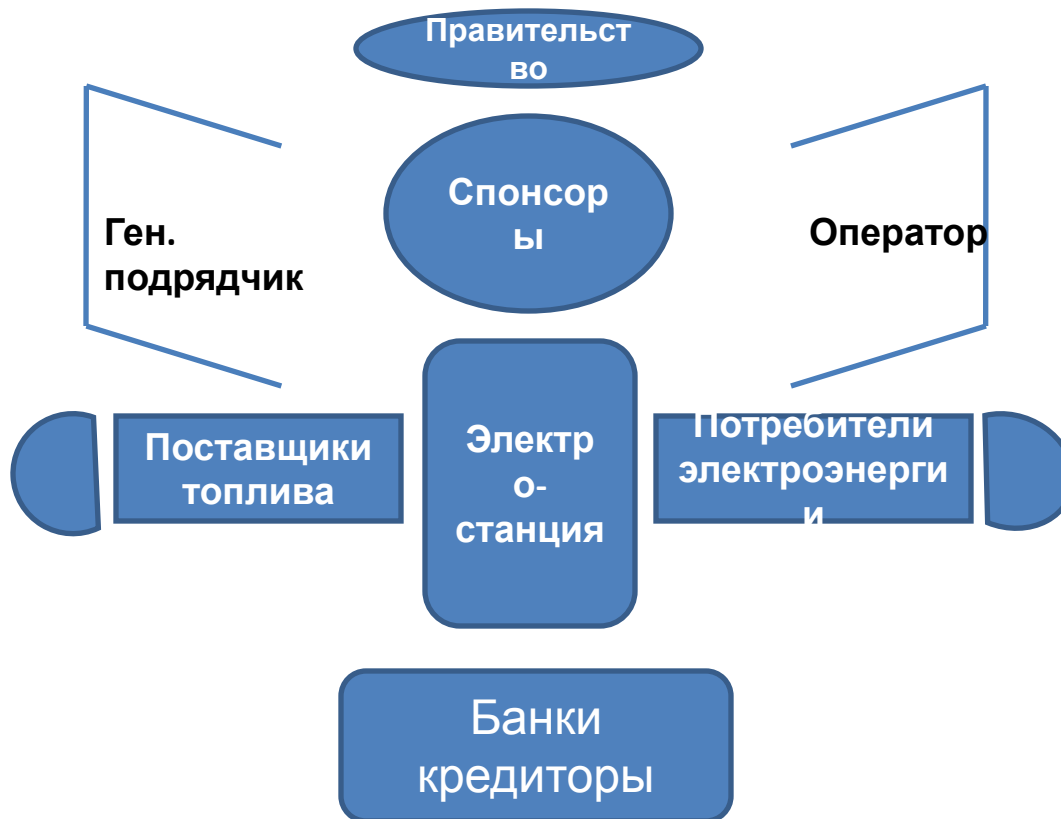 Правительст
во
Спонсор
ы
Ген.
подрядчик
Оператор
Поставщики
топлива
Электр
о-
станция
Потребители
электроэнерги
и
Банки
кредиторы